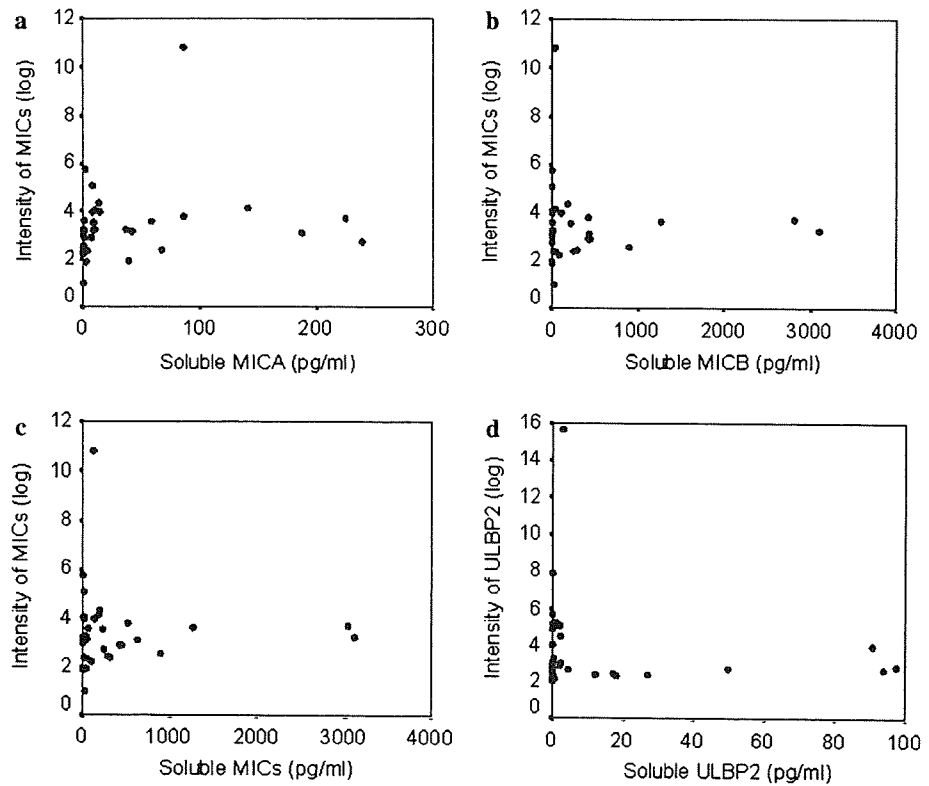 a
12
10
8
6
4
2
0
Intensity of MICs (log)
0 100 200 300
Soluble MICA (pg/ml)
b
12
10
8
6
4
2
0
Intensity of MICs (log)
0 1000 2000 3000 4000
Soluble MICB (pg/ml)
c
12
10
8
6
4
2
0
Intensity of MICs (log)
0 1000 2000 3000 4000
Soluble MICs (pg/ml)
d
16
14
12
10
8
6
4
2
0
Intensity of ULBP2 (log)
0 20 40 60 80 100
Soluble ULBP2 (pg/ml)